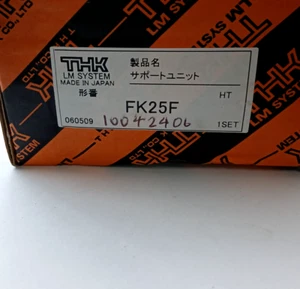 THK
LM SYSTEM
MADE IN JAPAN
製品名
サポートユニット
形番
HT
FK25F
060509
10042406
1SET